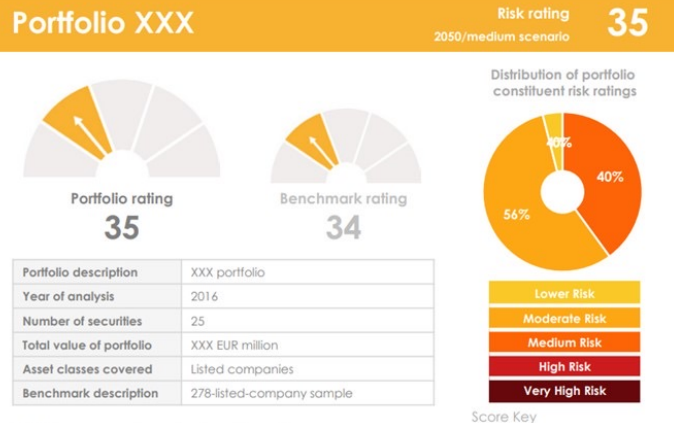 Portfolio XXX
Risk rating
2050/medium scenario
35
Distribution of portfolio
constituent risk ratings
40%
56%
Portfolio rating
35
Benchmark rating
34
Portfolio description XXX portfolio
Year of analysis 2016
Number of securities 25
Total value of portfolio XXX EUR million
Asset classes covered Listed companies
Benchmark description 278-listed-company sample
Lower Risk
Moderate Risk
Medium Risk
High Risk
Very High Risk
Score Key